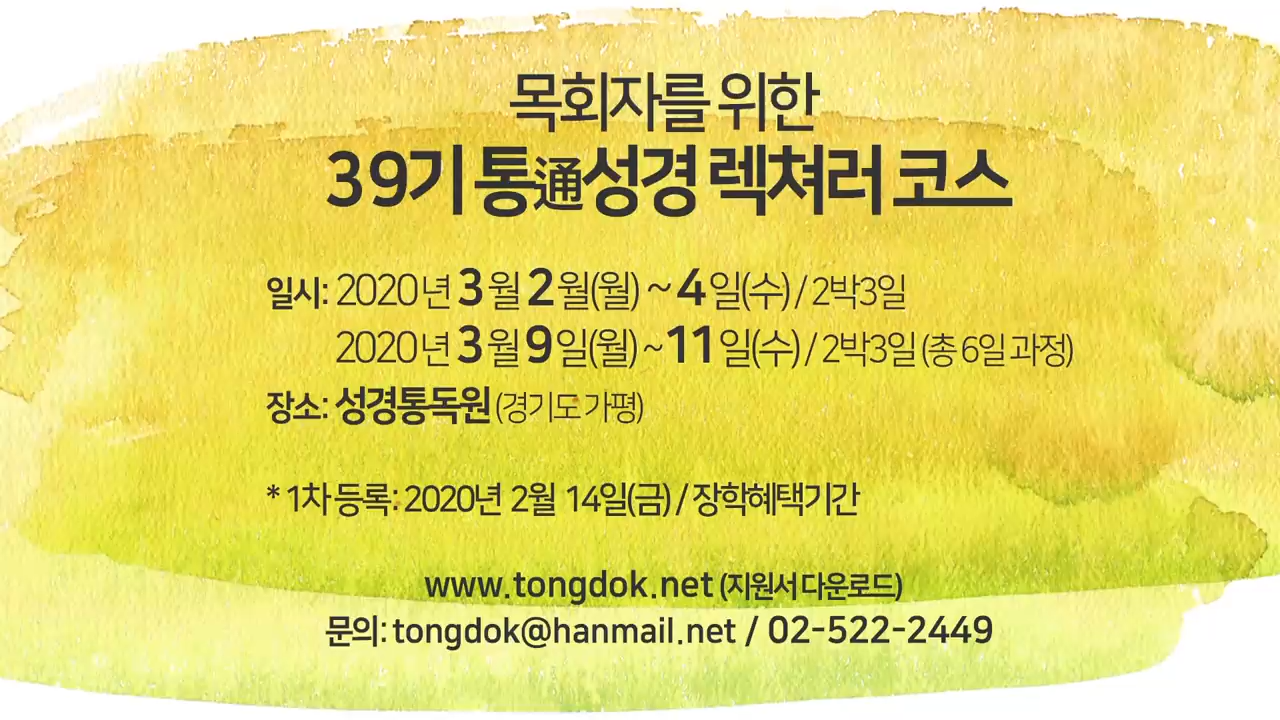 목회자를 위한
39기 통通성경 렉쳐러 코스
일시: 2020년 3월 2월(월) ~ 4일(수) / 2박3일
2020년 3월 9일(월) ~ 11일(수) / 2박3일 (총 6일 과정)
장소: 성경통독원 (경기도 가평)
* 1차 등록: 2020년 2월 14일(금) / 장학혜택기간
www.tongdok.net (지원서 다운로드)
문의: tongdok@hanmail.net / 02-522-2449